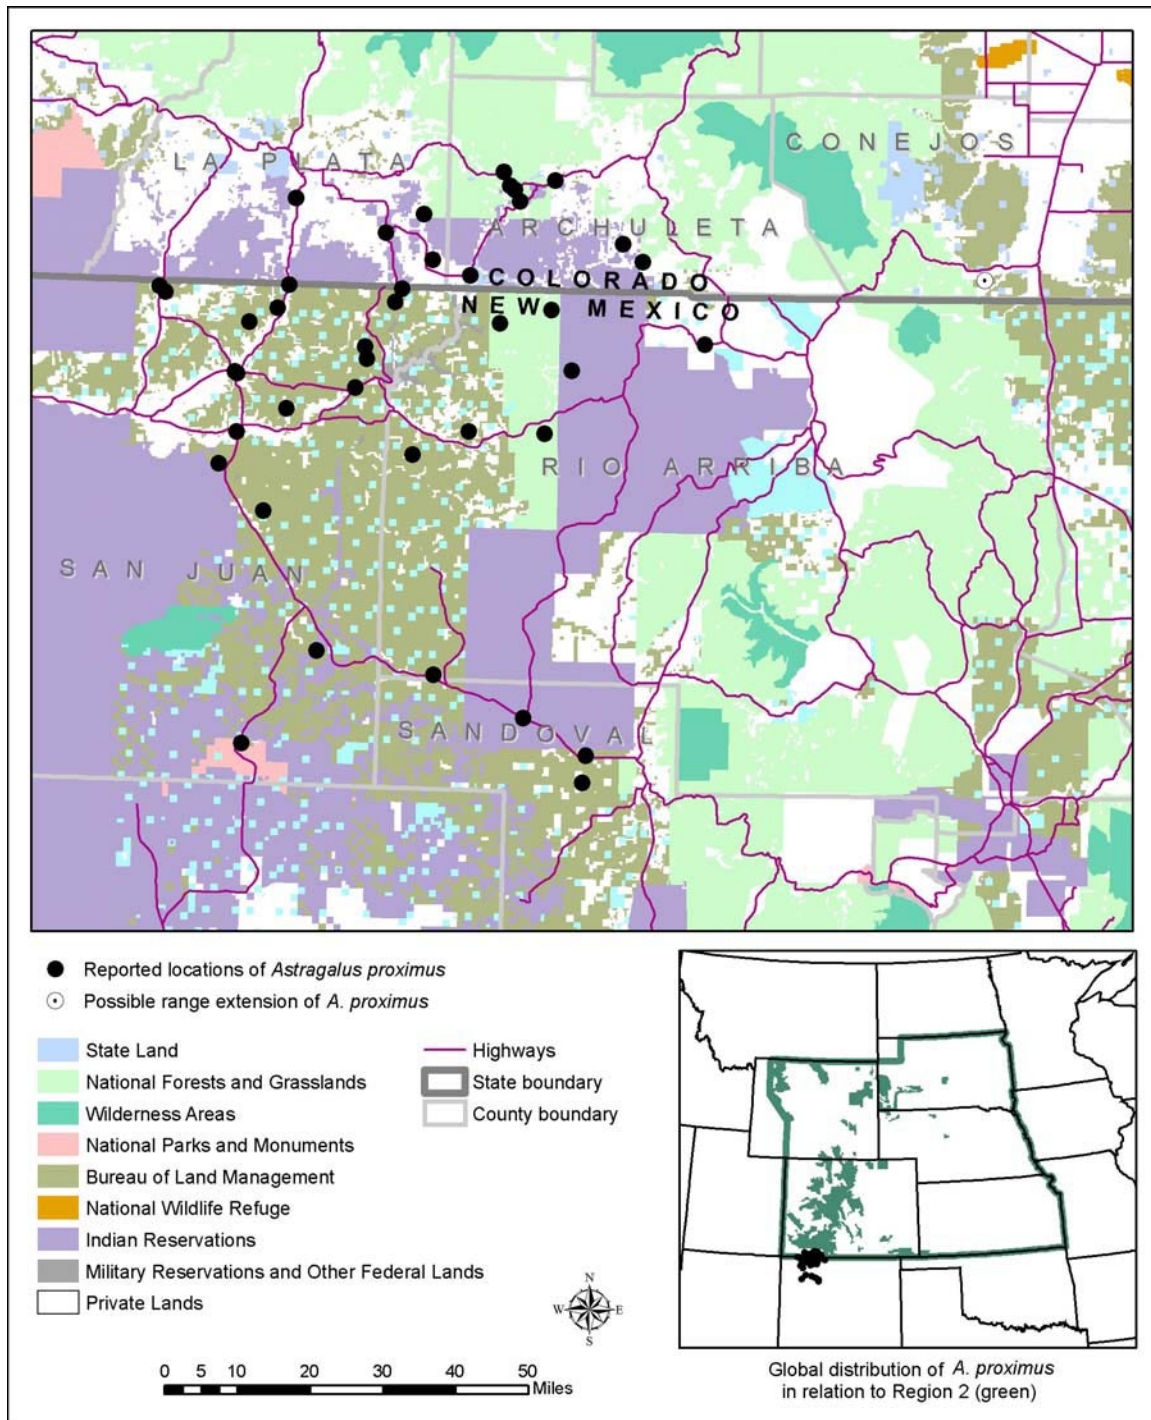 LA PLATA
CONEJOS
ARCHULETA
COLORADO
NEW MEXICO
RIO ARRIBA
SAN JUAN
SANDOVAL
Reported locations of Astragalus proximus
Possible range extension of A. proximus
State Land
National Forests and Grasslands
Wilderness Areas
National Parks and Monuments
Bureau of Land Management
National Wildlife Refuge
Indian Reservations
Military Reservations and Other Federal Lands
Private Lands
Highways
State boundary
County boundary
N
W E
S
0 5 10 20 30 40 50
Miles
Global distribution of A. proximus
in relation to Region 2 (green)